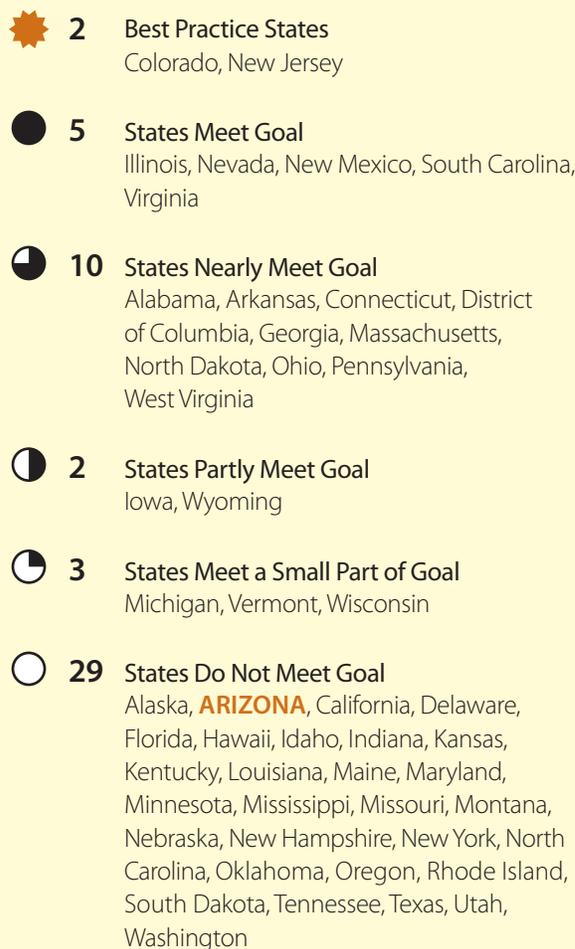 2 Best Practice States
Colorado, New Jersey
5 States Meet Goal
Illinois, Nevada, New Mexico, South Carolina,
Virginia
10 States Nearly Meet Goal
Alabama, Arkansas, Connecticut, District
of Columbia, Georgia, Massachusetts,
North Dakota, Ohio, Pennsylvania,
West Virginia
2 States Partly Meet Goal
Iowa, Wyoming
3 States Meet a Small Part of Goal
Michigan, Vermont, Wisconsin
29 States Do Not Meet Goal
Alaska, ARIZONA, California, Delaware,
Florida, Hawaii, Idaho, Indiana, Kansas,
Kentucky, Louisiana, Maine, Maryland,
Minnesota, Mississippi, Missouri, Montana,
Nebraska, New Hampshire, New York, North
Carolina, Oklahoma, Oregon, Rhode Island,
South Dakota, Tennessee, Texas, Utah,
Washington